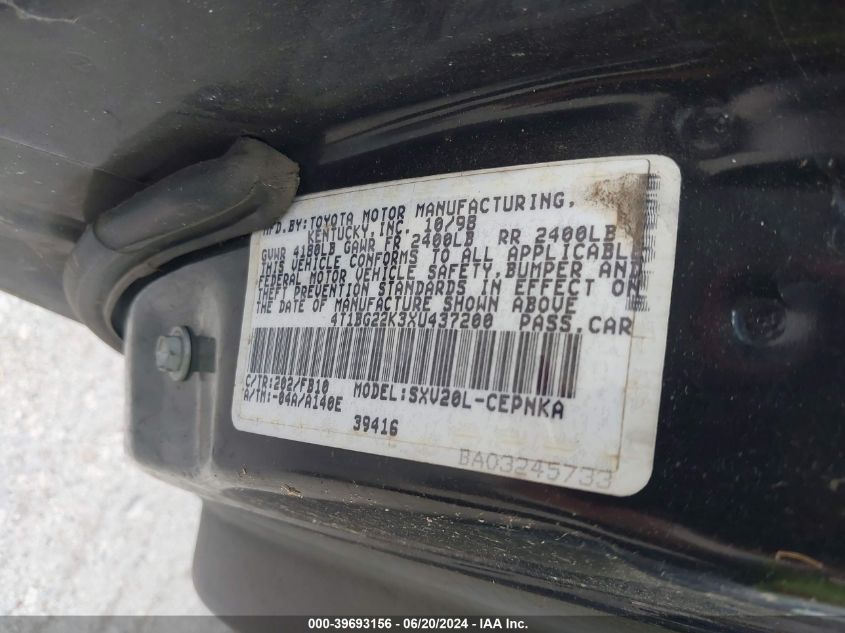 MFD.BY:TOYOTA MOTOR MANUFACTURING,
KENTUCKY,INC. 10/98
GVWR 4180LB GAWR FR 2400LB RR 2400LB
THIS VEHICLE CONFORMS TO ALL APPLICABLE
FEDERAL MOTOR VEHICLE SAFETY,BUMPER AND
THEFT PREVENTION STANDARDS IN EFFECT ON
THE DATE OF MANUFACTURE SHOWN ABOVE
4T1BG22K3XU437200 PASS.CAR
C/TR:202/FB10 MODEL:SXV20L-CEPNKA
A/TM:-04A/A140E
39416
BA03245733
000-39693156 - 06/20/2024 - IAA Inc.